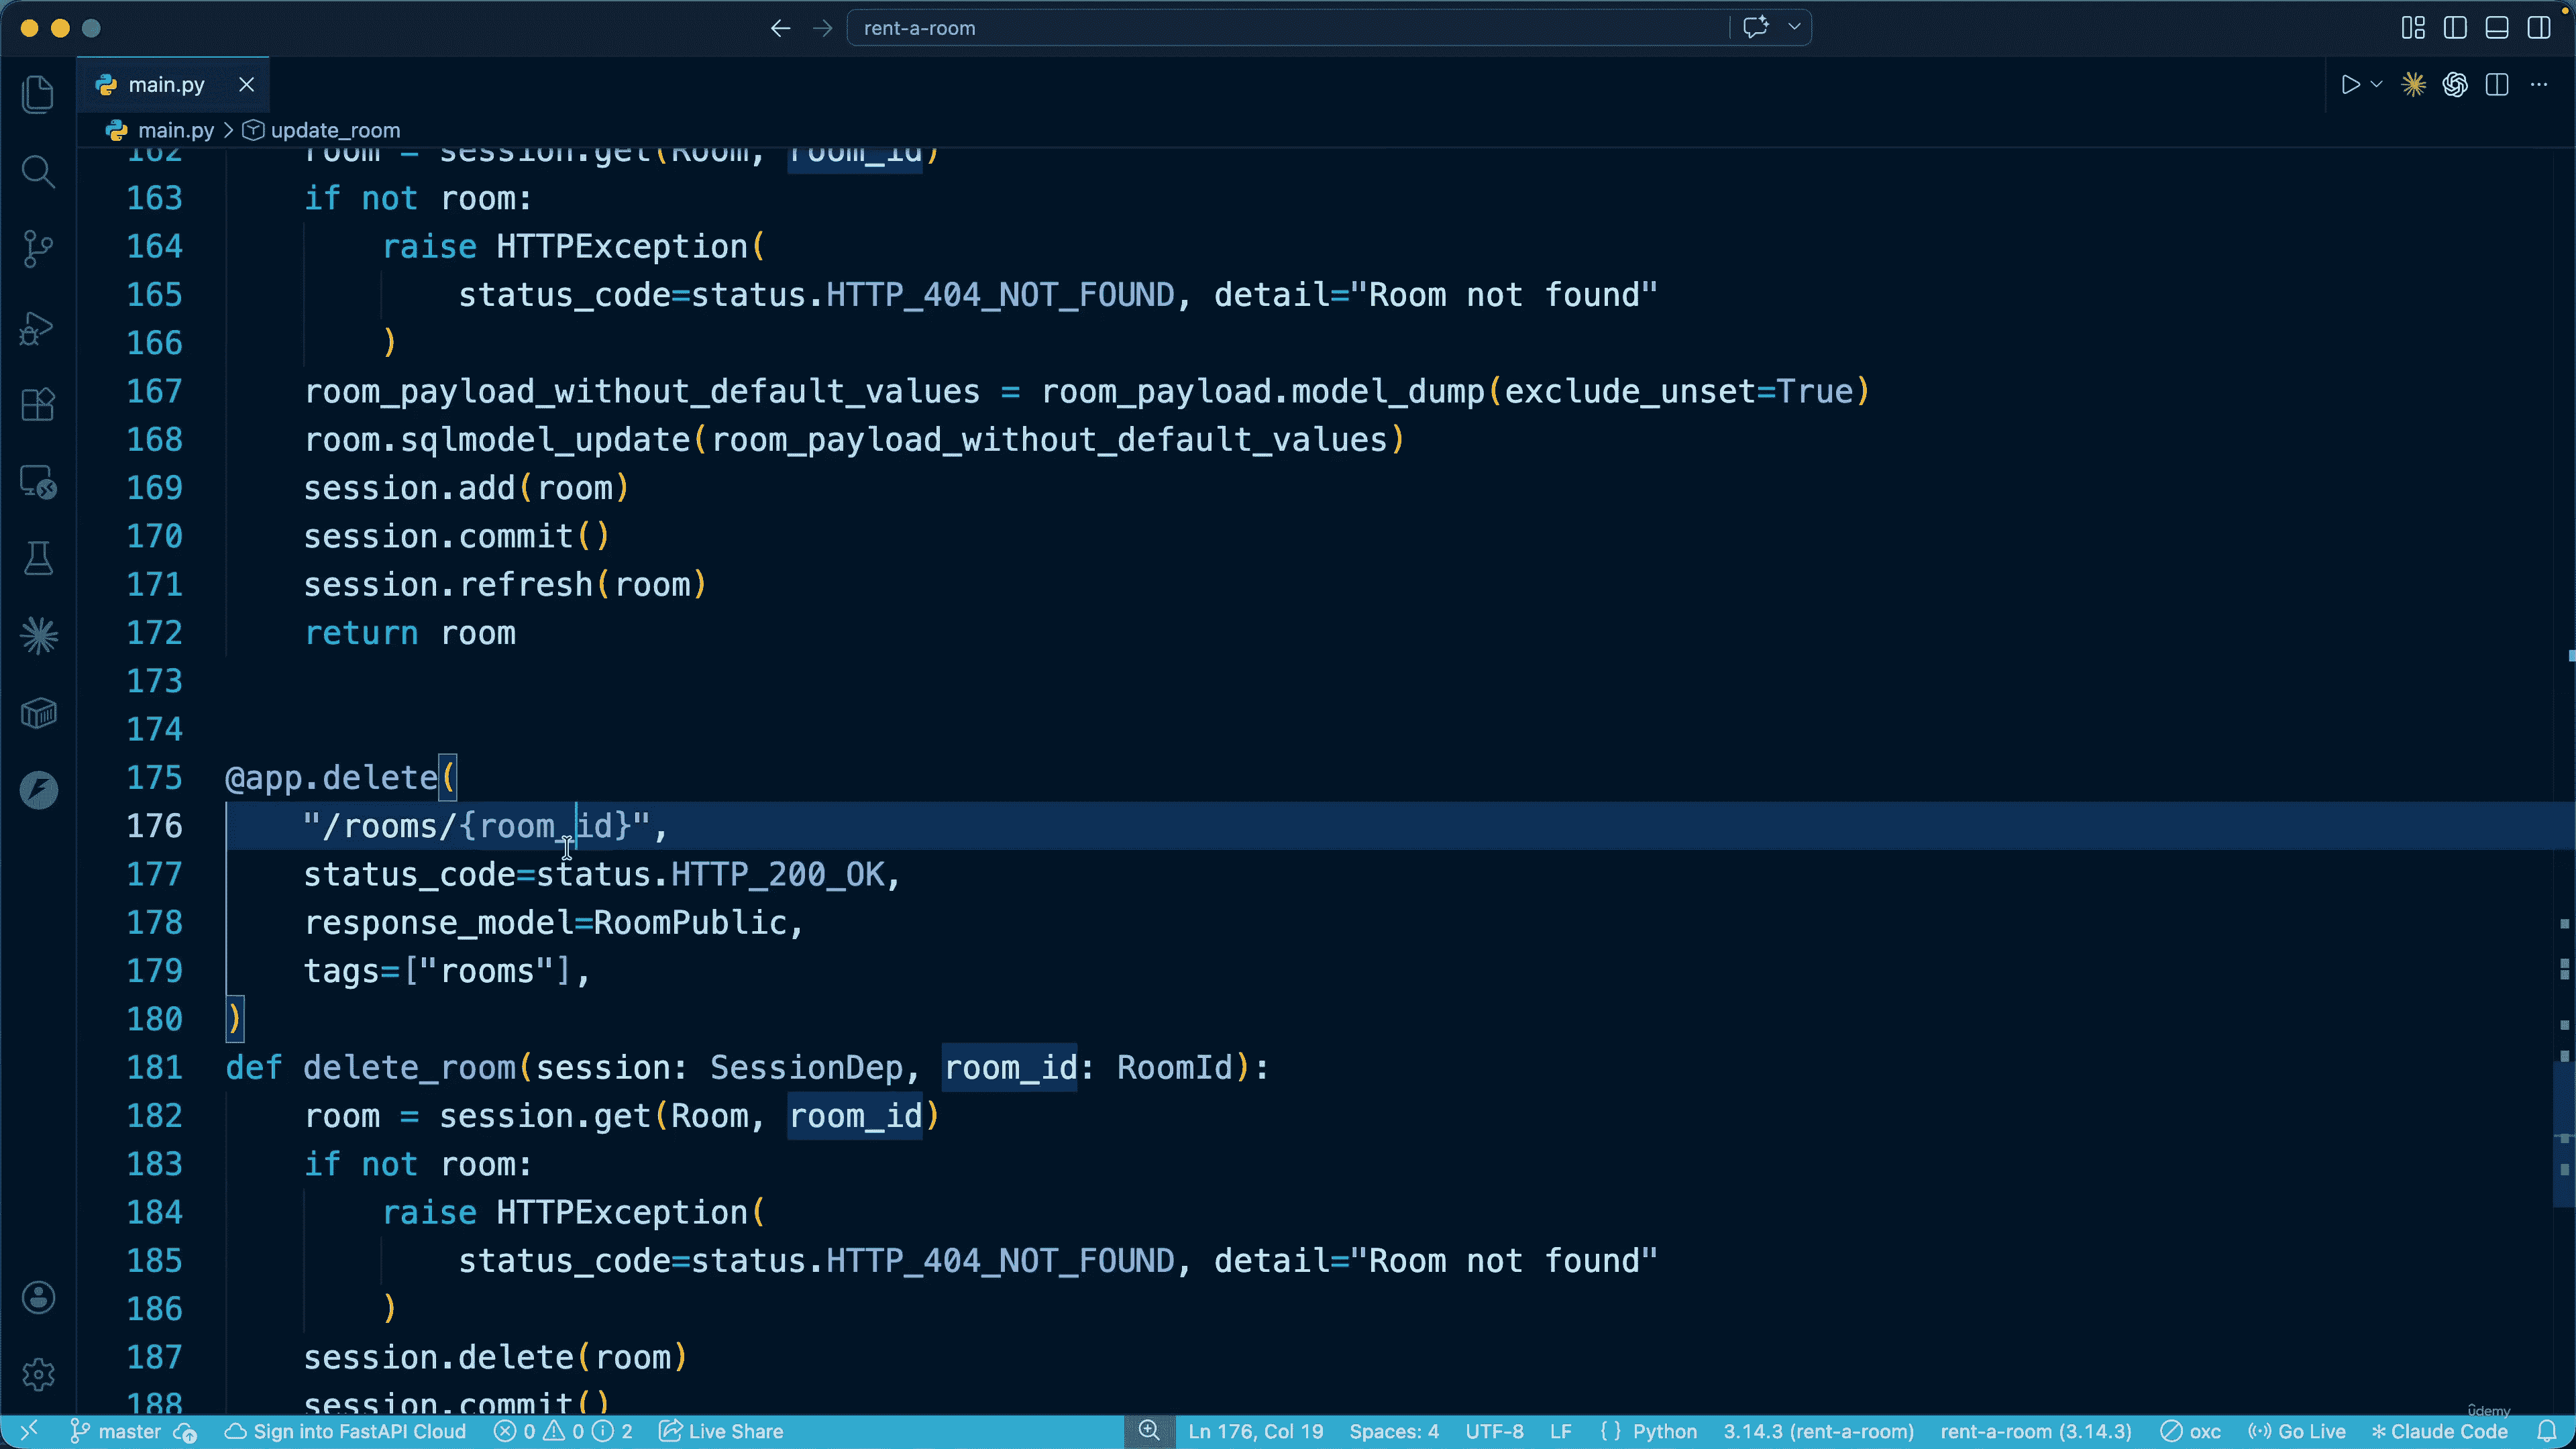 rent-a-room
main.py
main.py > update_room
162 room = session.get(Room, room_id)
163 if not room:
164 raise HTTPException(
165 status_code=status.HTTP_404_NOT_FOUND, detail="Room not found"
166 )
167 room_payload_without_default_values = room_payload.model_dump(exclude_unset=True)
168 room.sqlmodel_update(room_payload_without_default_values)
169 session.add(room)
170 session.commit()
171 session.refresh(room)
172 return room
173
174
175 @app.delete(
176 "/rooms/{room_id}",
177 status_code=status.HTTP_200_OK,
178 response_model=RoomPublic,
179 tags=["rooms"],
180 )
181 def delete_room(session: SessionDep, room_id: RoomId):
182 room = session.get(Room, room_id)
183 if not room:
184 raise HTTPException(
185 status_code=status.HTTP_404_NOT_FOUND, detail="Room not found"
186 )
187 session.delete(room)
188 session.commit()
udemy
master Sign into FastAPI Cloud 0 0 2 Live Share Ln 176, Col 19 Spaces: 4 UTF-8 LF { } Python 3.14.3 (rent-a-room) rent-a-room (3.14.3) oxc Go Live Claude Code